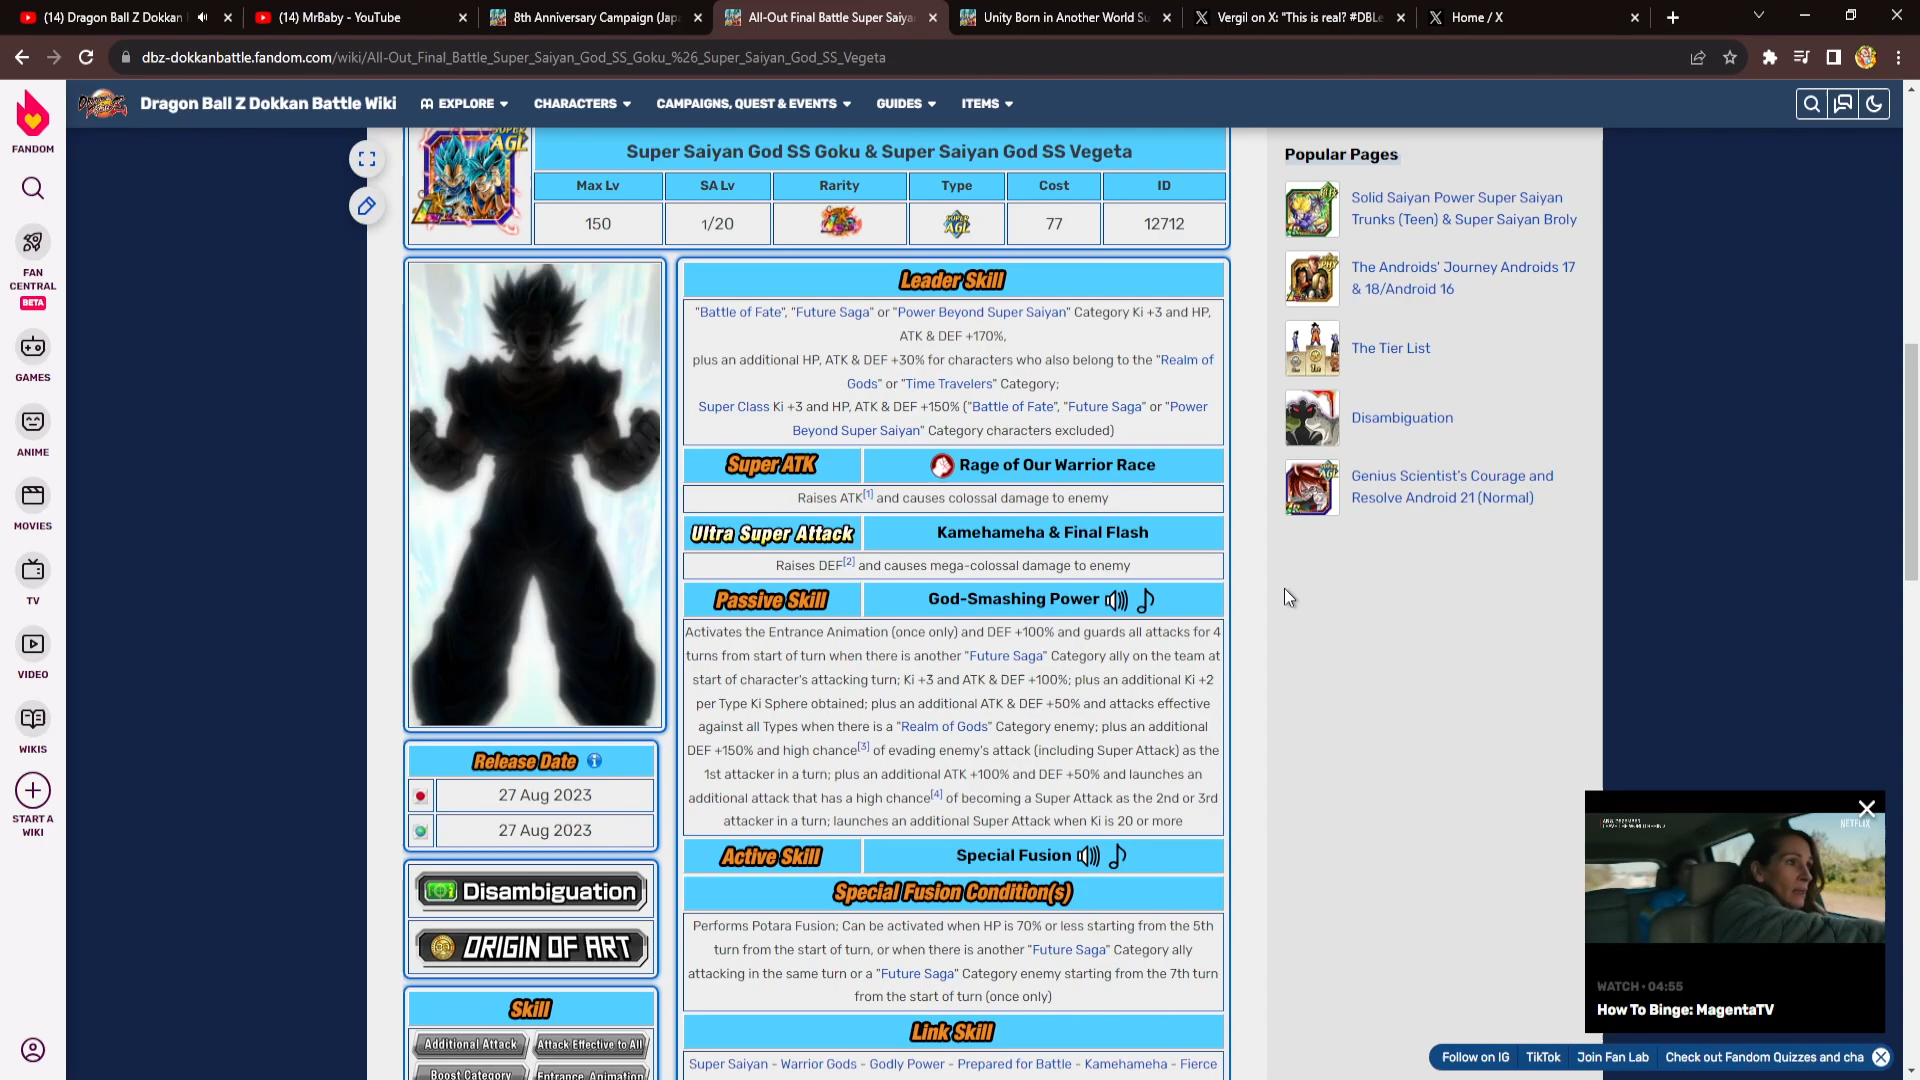 (14) Dragon Ball Z Dokkan
(14) MrBaby - YouTube
8th Anniversary Campaign (Japa
All-Out Final Battle Super Saiya
Unity Born in Another World Su
Vergil on X: "This is real? #DBLe
Home / X
dbz-dokkanbattle.fandom.com/wiki/All-Out_Final_Battle_Super_Saiyan_God_SS_Goku_%26_Super_Saiyan_God_SS_Vegeta
FANDOM
FAN CENTRAL
BETA
GAMES
ANIME
MOVIES
TV
VIDEO
WIKIS
START A WIKI
Dragon Ball Z Dokkan Battle Wiki
EXPLORE
CHARACTERS
CAMPAIGNS, QUEST & EVENTS
GUIDES
ITEMS
SUPER AGL
Super Saiyan God SS Goku & Super Saiyan God SS Vegeta
Max Lv SA Lv Rarity Type Cost ID
150 1/20 LR SUPER AGL 77 12712
Leader Skill
"Battle of Fate", "Future Saga" or "Power Beyond Super Saiyan" Category Ki +3 and HP,
ATK & DEF +170%,
plus an additional HP, ATK & DEF +30% for characters who also belong to the "Realm of
Gods" or "Time Travelers" Category;
Super Class Ki +3 and HP, ATK & DEF +150% ("Battle of Fate", "Future Saga" or "Power
Beyond Super Saiyan" Category characters excluded)
Super ATK
Rage of Our Warrior Race
Raises ATK[1] and causes colossal damage to enemy
Ultra Super Attack
Kamehameha & Final Flash
Raises DEF[2] and causes mega-colossal damage to enemy
Passive Skill
God-Smashing Power
Activates the Entrance Animation (once only) and DEF +100% and guards all attacks for 4
turns from start of turn when there is another "Future Saga" Category ally on the team at
start of character's attacking turn; Ki +3 and ATK & DEF +100%; plus an additional Ki +2
per Type Ki Sphere obtained; plus an additional ATK & DEF +50% and attacks effective
against all Types when there is a "Realm of Gods" Category enemy; plus an additional
DEF +150% and high chance[3] of evading enemy's attack (including Super Attack) as the
1st attacker in a turn; plus an additional ATK +100% and DEF +50% and launches an
additional attack that has a high chance[4] of becoming a Super Attack as the 2nd or 3rd
attacker in a turn; launches an additional Super Attack when Ki is 20 or more
Active Skill
Special Fusion
Special Fusion Condition(s)
Performs Potara Fusion; Can be activated when HP is 70% or less starting from the 5th
turn from the start of turn, or when there is another "Future Saga" Category ally
attacking in the same turn or a "Future Saga" Category enemy starting from the 7th turn
from the start of turn (once only)
Link Skill
Super Saiyan - Warrior Gods - Godly Power - Prepared for Battle - Kamehameha - Fierce
Release Date
27 Aug 2023
27 Aug 2023
Disambiguation
ORIGIN OF ART
Skill
Additional Attack
Attack Effective to All
Boost Category
Entrance Animation
Popular Pages
Solid Saiyan Power Super Saiyan
Trunks (Teen) & Super Saiyan Broly
The Androids' Journey Androids 17
& 18/Android 16
The Tier List
Disambiguation
Genius Scientist's Courage and
Resolve Android 21 (Normal)
NETFLIX
WATCH • 04:55
How To Binge: MagentaTV
Follow on IG
TikTok
Join Fan Lab
Check out Fandom Quizzes and cha